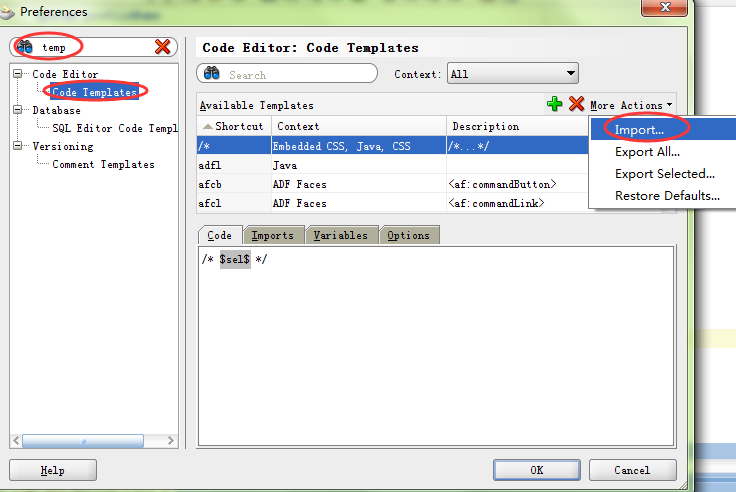 Preferences
temp
Code Editor
Code Templates
Database
SQL Editor Code Templ
Versioning
Comment Templates
Code Editor: Code Templates
Search
Context: All
Available Templates
More Actions
Shortcut Context Description
/* Embedded CSS, Java, CSS /*...*/
adfl Java
afcb ADF Faces <af:commandButton>
afcl ADF Faces <af:commandLink>
Import...
Export All...
Export Selected...
Restore Defaults...
Code Imports Variables Options
/* $sel$ */
Help OK Cancel